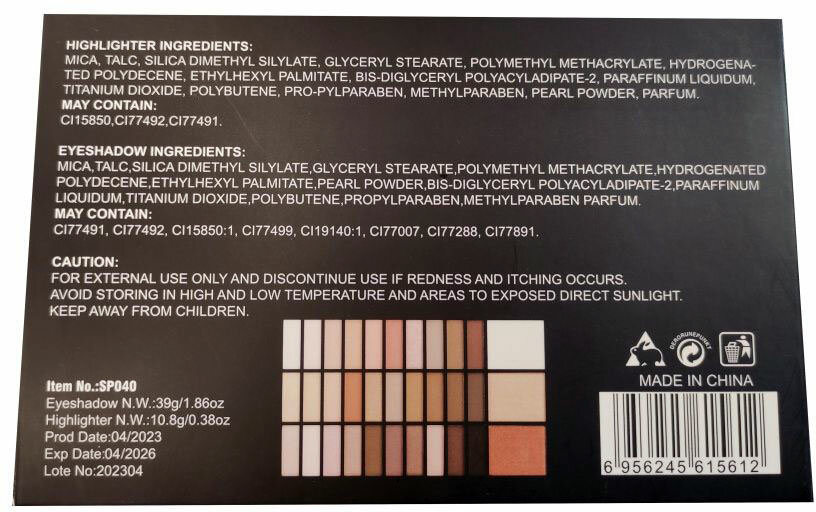 HIGHLIGHTER INGREDIENTS:
MICA, TALC, SILICA DIMETHYL SILYLATE, GLYCERYL STEARATE, POLYMETHYL METHACRYLATE, HYDROGENA-
TED POLYDECENE, ETHYLHEXYL PALMITATE, BIS-DIGLYCERYL POLYACYLADIPATE-2, PARAFFINUM LIQUIDUM,
TITANIUM DIOXIDE, POLYBUTENE, PRO-PYLPARABEN, METHYLPARABEN, PEARL POWDER, PARFUM.
MAY CONTAIN:
CI15850,CI77492,CI77491.
EYESHADOW INGREDIENTS:
MICA,TALC,SILICA DIMETHYL SILYLATE,GLYCERYL STEARATE,POLYMETHYL METHACRYLATE,HYDROGENATED
POLYDECENE,ETHYLHEXYL PALMITATE,PEARL POWDER,BIS-DIGLYCERYL POLYACYLADIPATE-2,PARAFFINUM
LIQUIDUM,TITANIUM DIOXIDE,POLYBUTENE,PROPYLPARABEN,METHYLPARABEN PARFUM.
MAY CONTAIN:
CI77491, CI77492, CI15850:1, CI77499, CI19140:1, CI77007, CI77288, CI77891.
CAUTION:
FOR EXTERNAL USE ONLY AND DISCONTINUE USE IF REDNESS AND ITCHING OCCURS.
AVOID STORING IN HIGH AND LOW TEMPERATURE AND AREAS TO EXPOSED DIRECT SUNLIGHT.
KEEP AWAY FROM CHILDREN.
Item No.:SP040
Eyeshadow N.W.:39g/1.86oz
Highlighter N.W.:10.8g/0.38oz
Prod Date:04/2023
Exp Date:04/2026
Lote No:202304
MADE IN CHINA
6 956245 615612